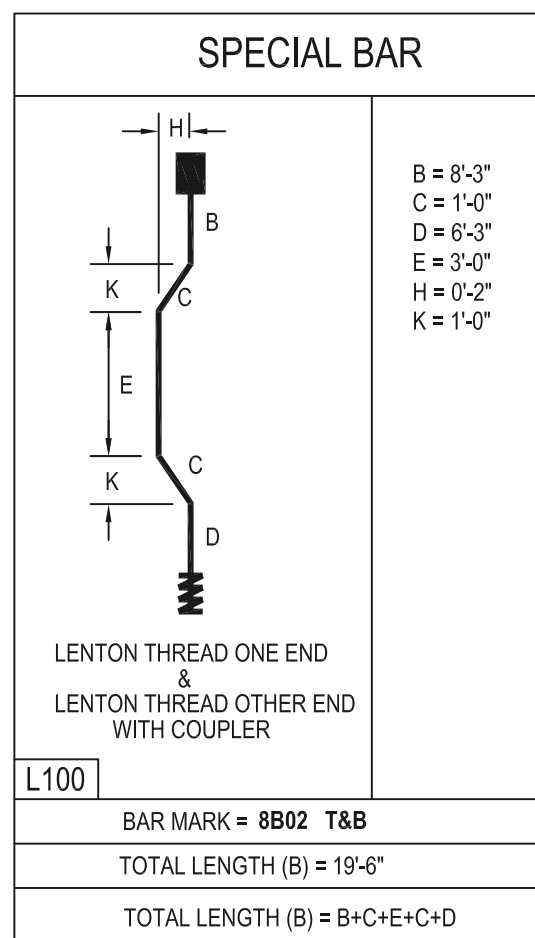 SPECIAL BAR
H
B
K
C
E
C
K
D
B = 8'-3"
C = 1'-0"
D = 6'-3"
E = 3'-0"
H = 0'-2"
K = 1'-0"
LENTON THREAD ONE END
&
LENTON THREAD OTHER END
WITH COUPLER
L100
BAR MARK = 8B02 T&B
TOTAL LENGTH (B) = 19'-6"
TOTAL LENGTH (B) = B+C+E+C+D